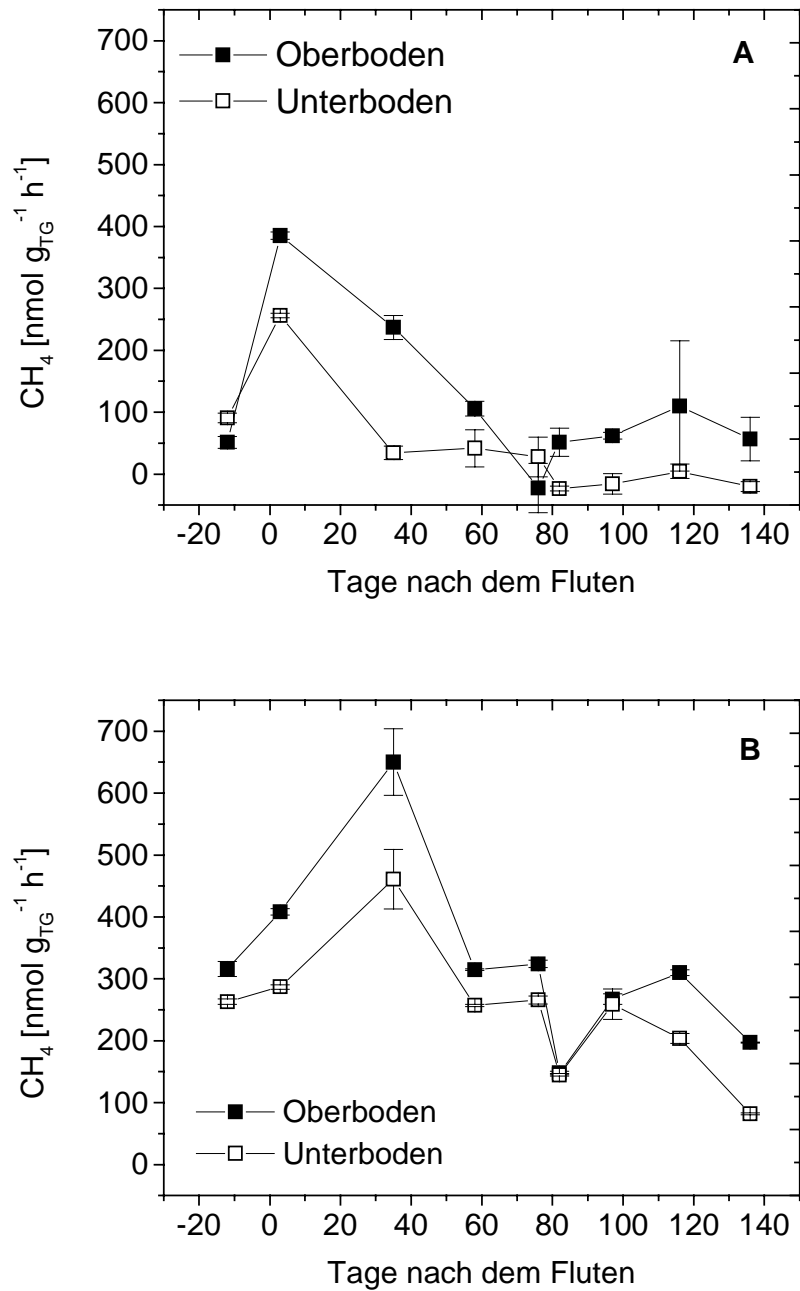 700
600
500
400
300
200
100
0
CH4 [nmol gTG-1 h-1]
Oberboden
Unterboden
A
-20 0 20 40 60 80 100 120 140
Tage nach dem Fluten
700
600
500
400
300
200
100
0
CH4 [nmol gTG-1 h-1]
B
Oberboden
Unterboden
-20 0 20 40 60 80 100 120 140
Tage nach dem Fluten